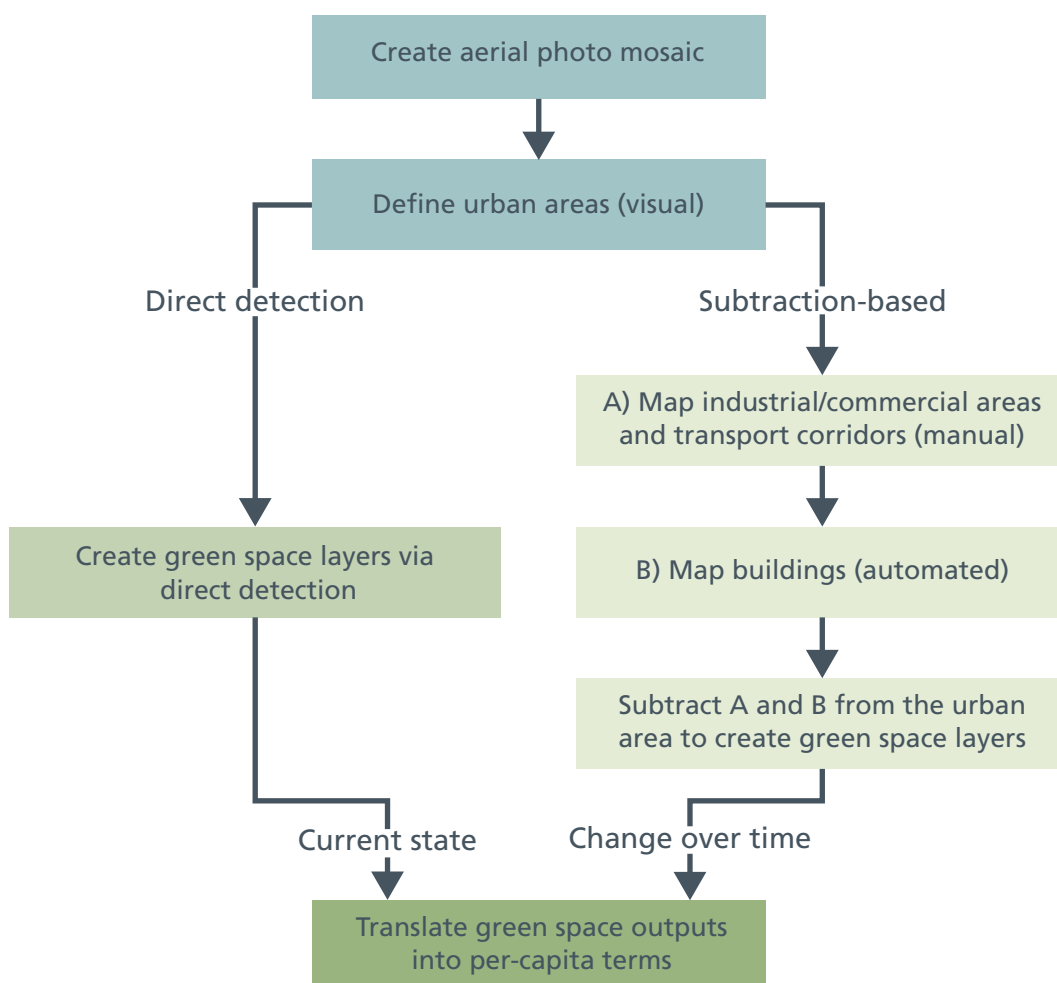 Create aerial photo mosaic
Define urban areas (visual)
Direct detection
Subtraction-based
A) Map industrial/commercial areas
and transport corridors (manual)
Create green space layers via
direct detection
B) Map buildings (automated)
Subtract A and B from the urban
area to create green space layers
Current state
Change over time
Translate green space outputs
into per-capita terms